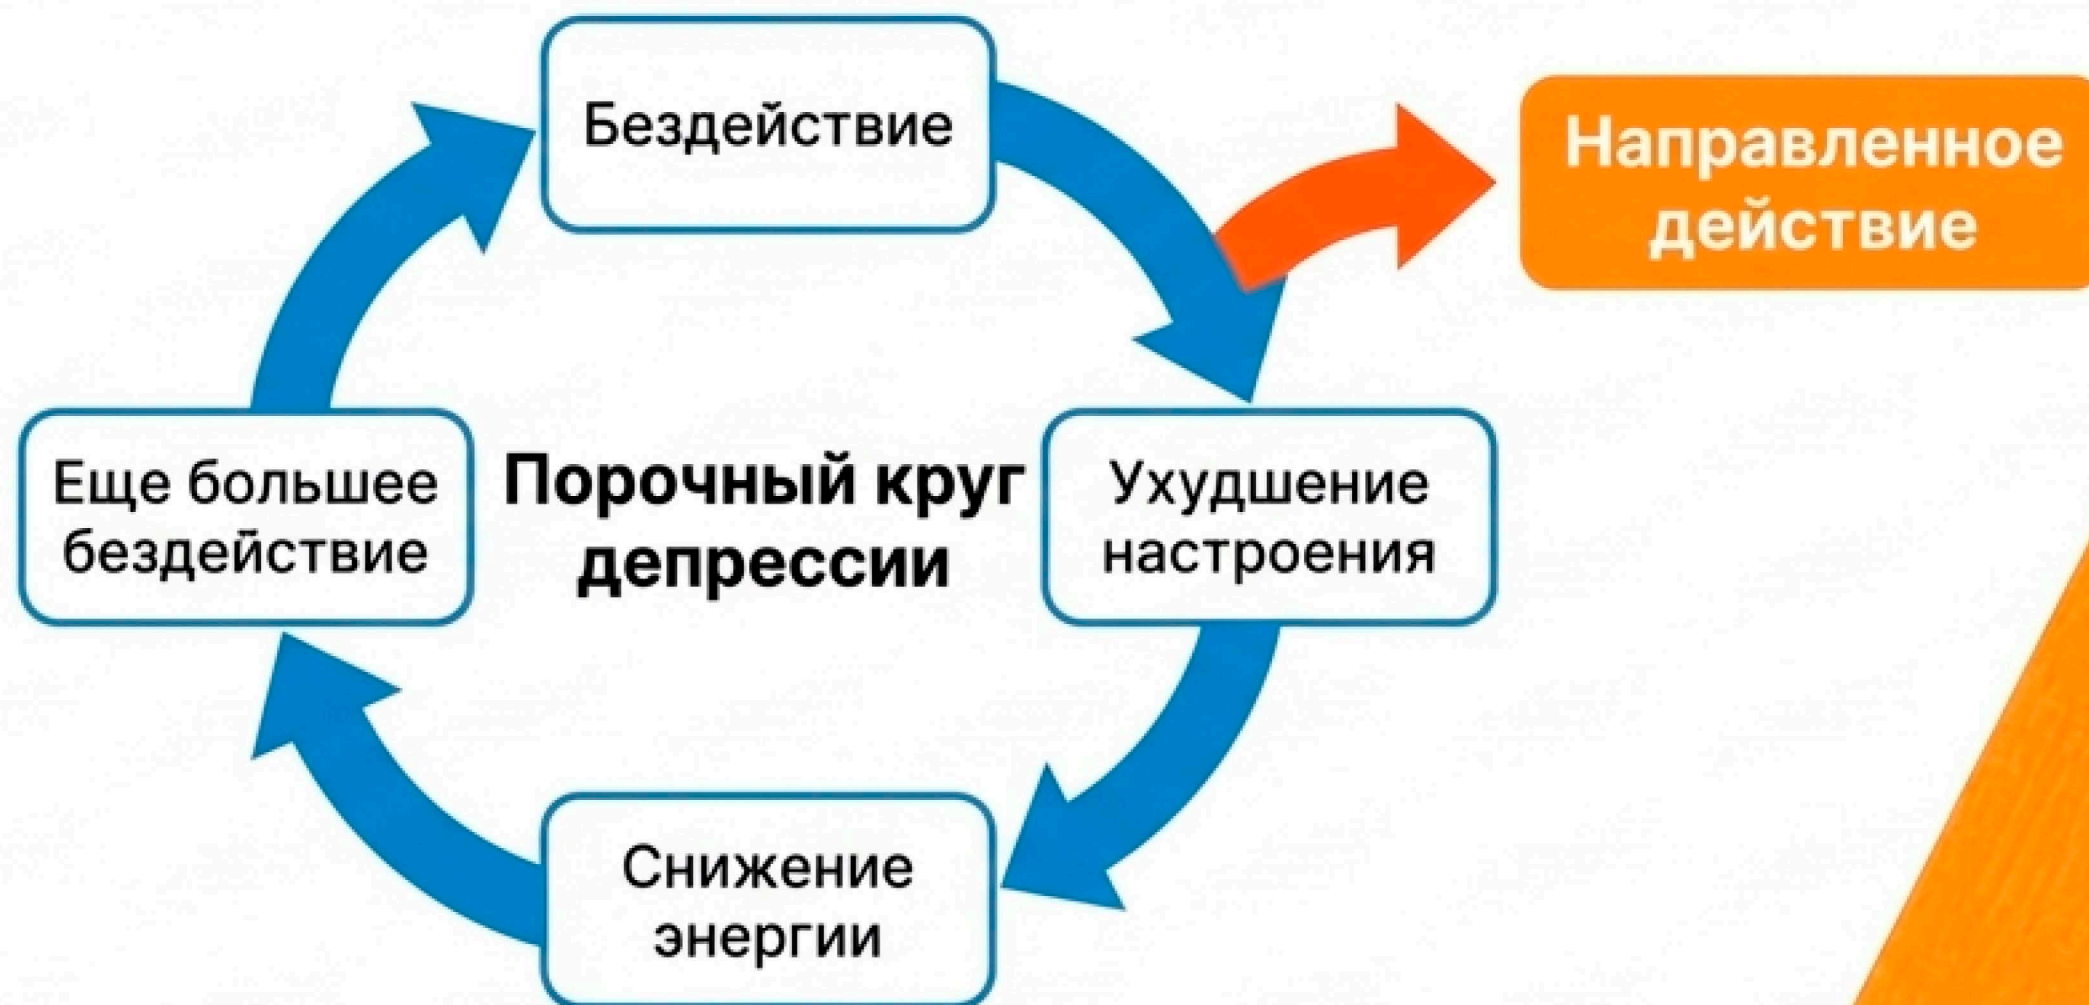 Бездействие
Направленное
действие
Еще большее
бездействие
Порочный круг
депрессии
Ухудшение
настроения
Снижение
энергии